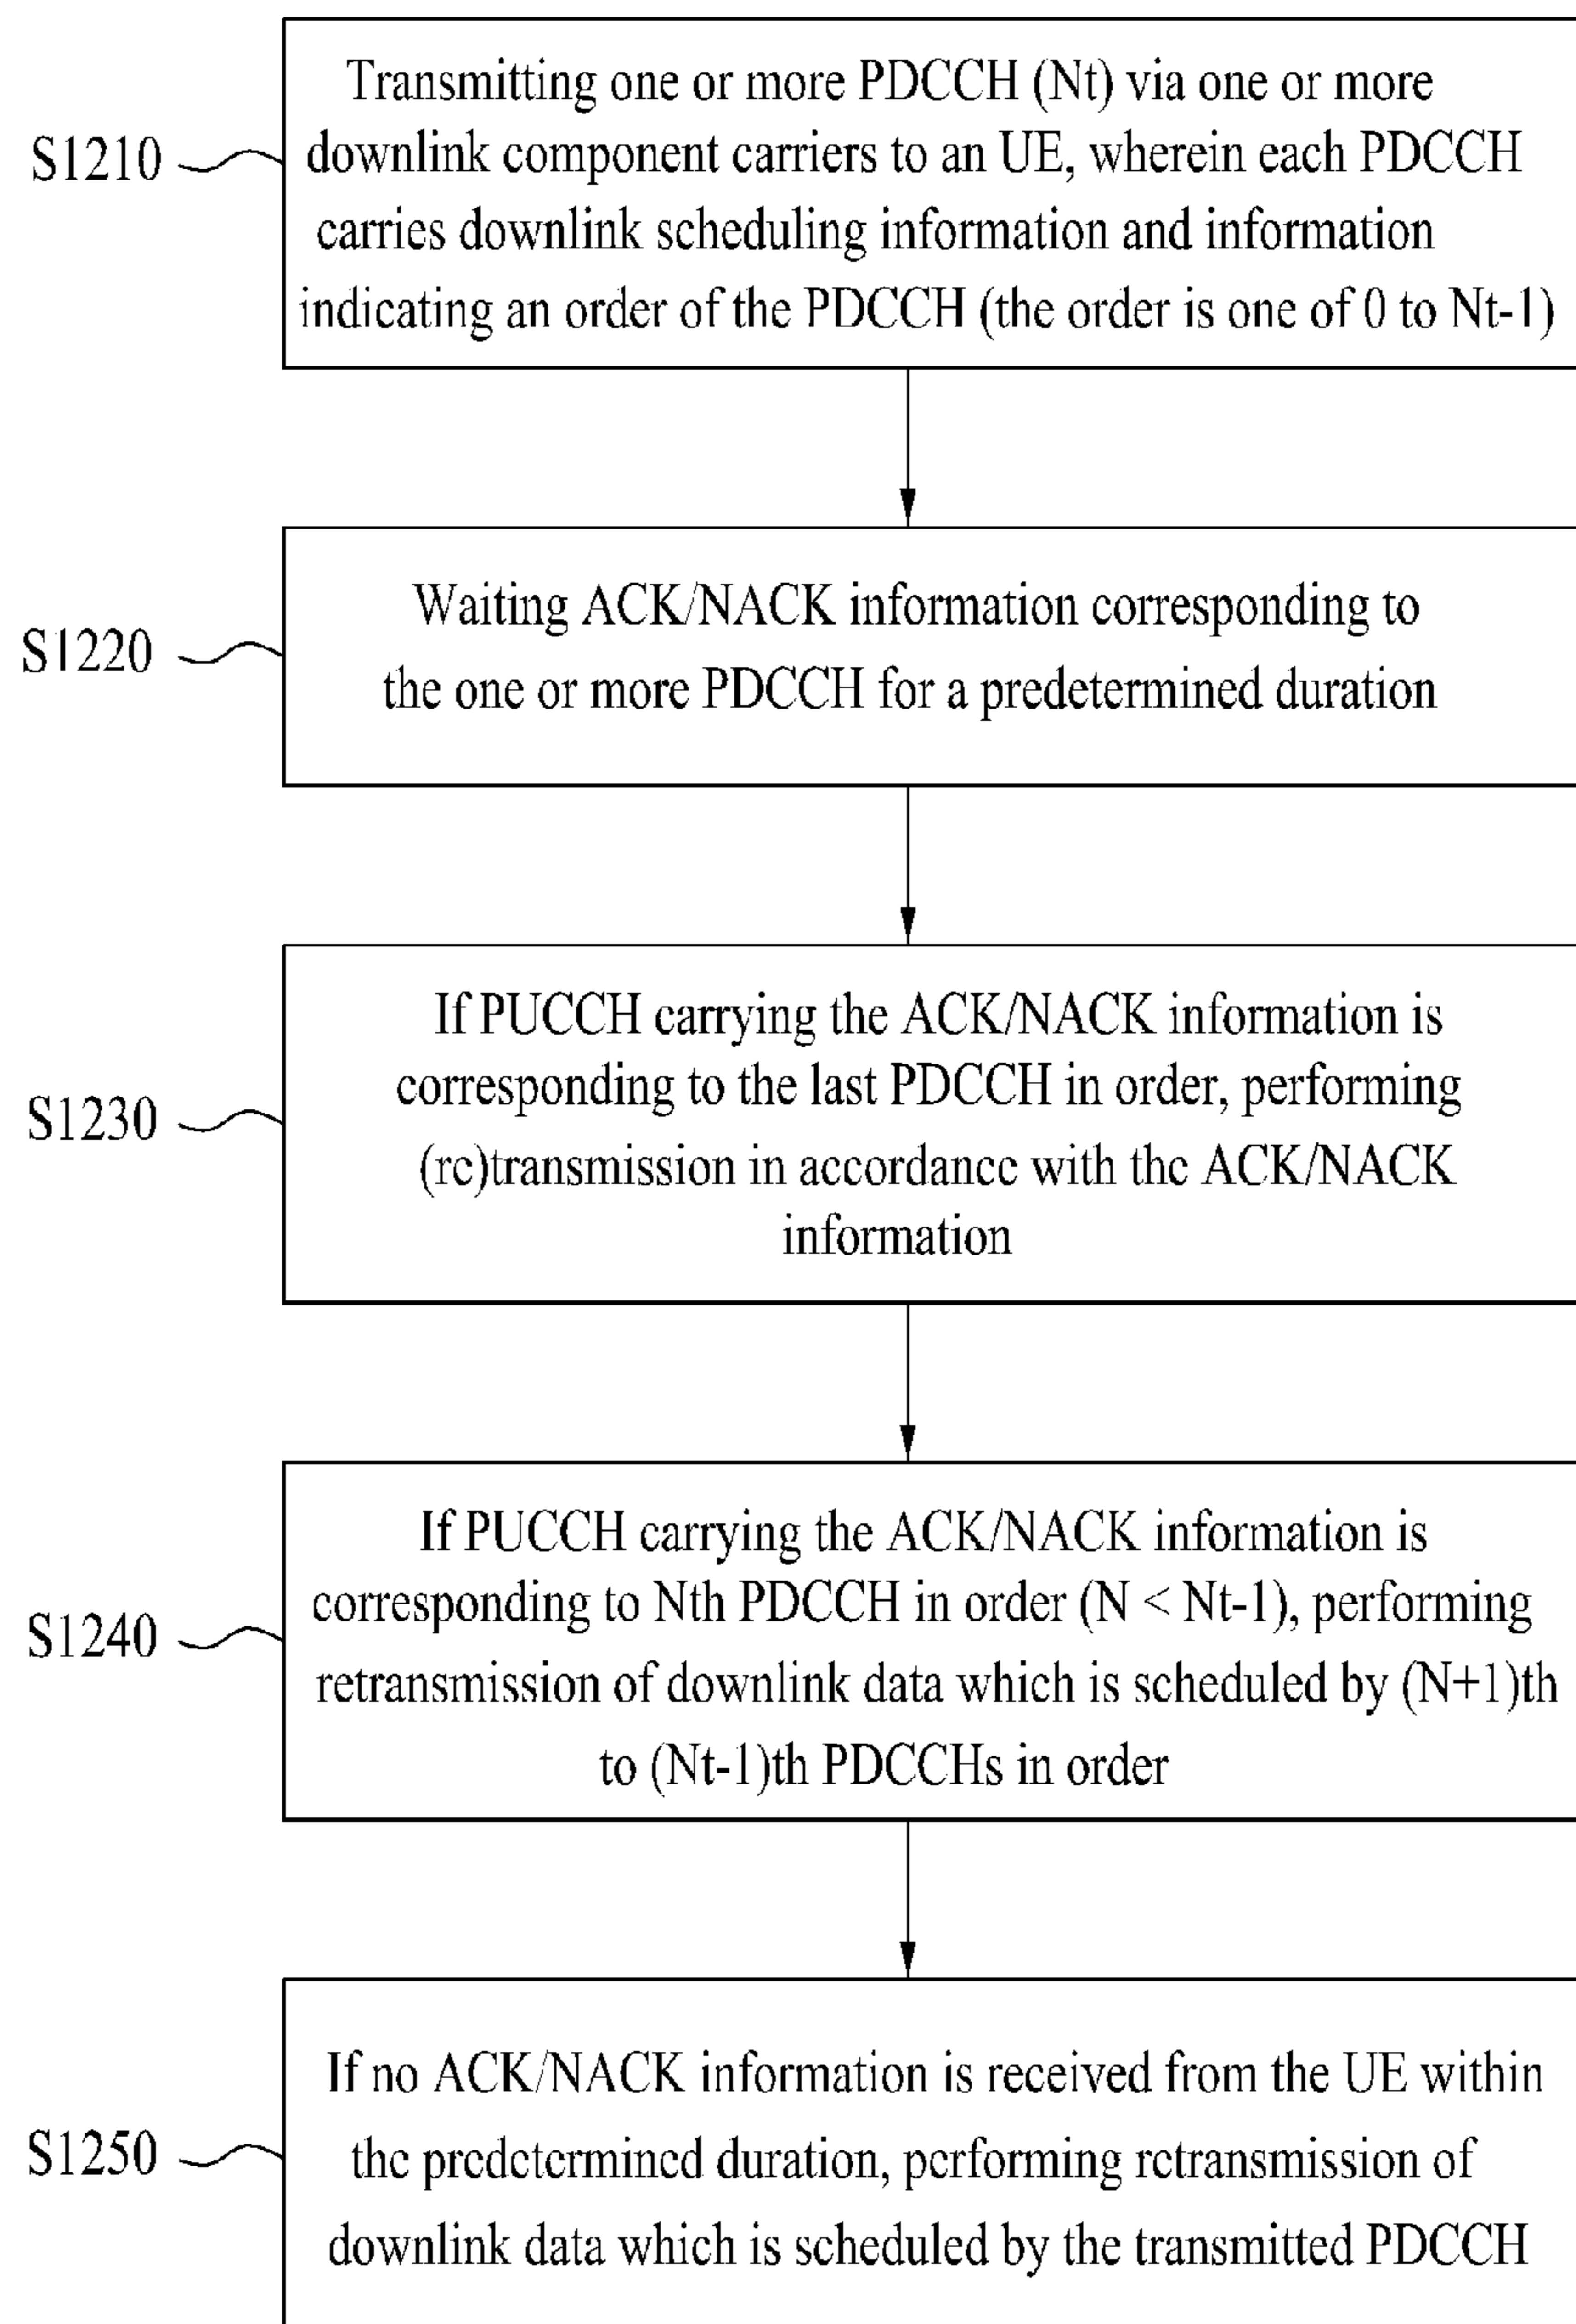 Transmitting one or more PDCCH (Nt) via one or more
S1210
downlink component carriers to an UE, wherein each PDCCH
carries downlink scheduling information and information
indicating an order of the PDCCH (the order is one of 0 to Nt-1)
Waiting ACK/NACK information corresponding to
S1220
the one or more PDCCH for a predetermined duration
If PUCCH carrying the ACK/NACK information is
corresponding to the last PDCCH in order, performing
S1230
(re)transmission in accordance with the ACK/NACK
information
If PUCCH carrying the ACK/NACK information is
corresponding to Nth PDCCH in order (N < Nt-1), performing
S1240
retransmission of downlink data which is scheduled by (N+1)th
to (Nt-1)th PDCCHs in order
If no ACK/NACK information is received from the UE within
S1250
the predetermined duration, performing retransmission of
downlink data which is scheduled by the transmitted PDCCH